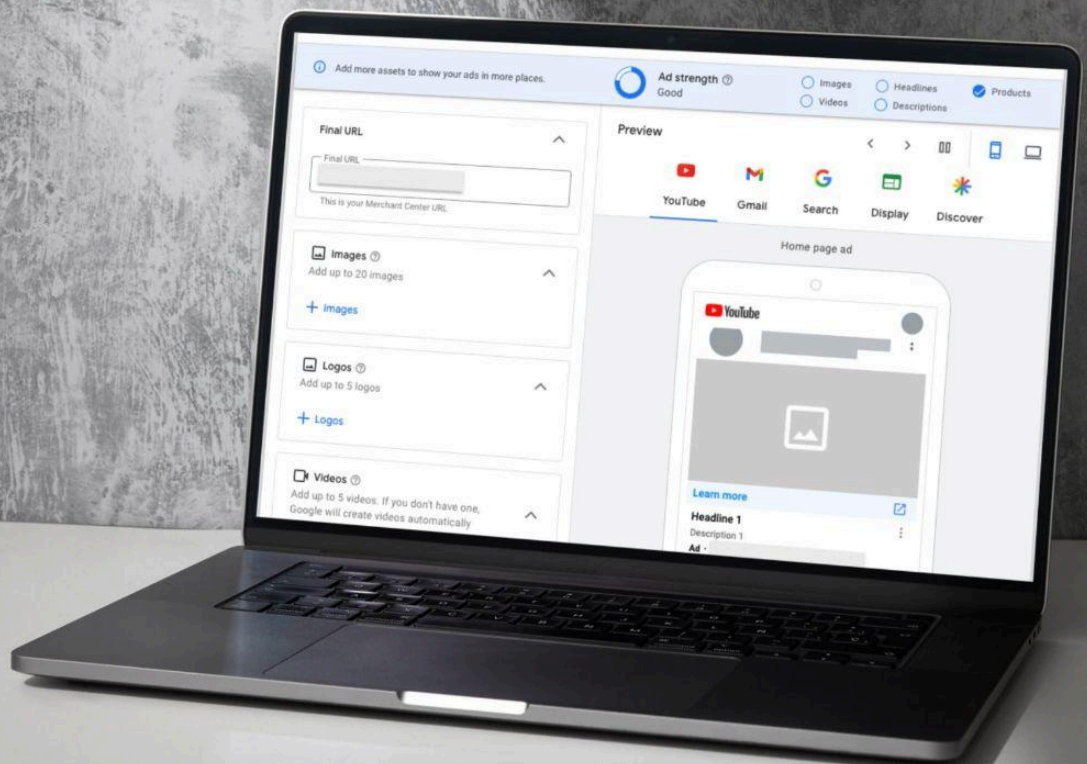 Add more assets to show your ads in more places.
Ad strength
Good
Images
Videos
Headlines
Descriptions
Products
Final URL
Final URL
This is your Merchant Center URL
Images
Add up to 20 images
+ Images
Logos
Add up to 5 logos
+ Logos
Videos
Add up to 5 videos. If you don't have one,
Google will create videos automatically
Preview
YouTube
Gmail
Search
Display
Discover
Home page ad
YouTube
Learn more
Headline 1
Description 1
Ad ·